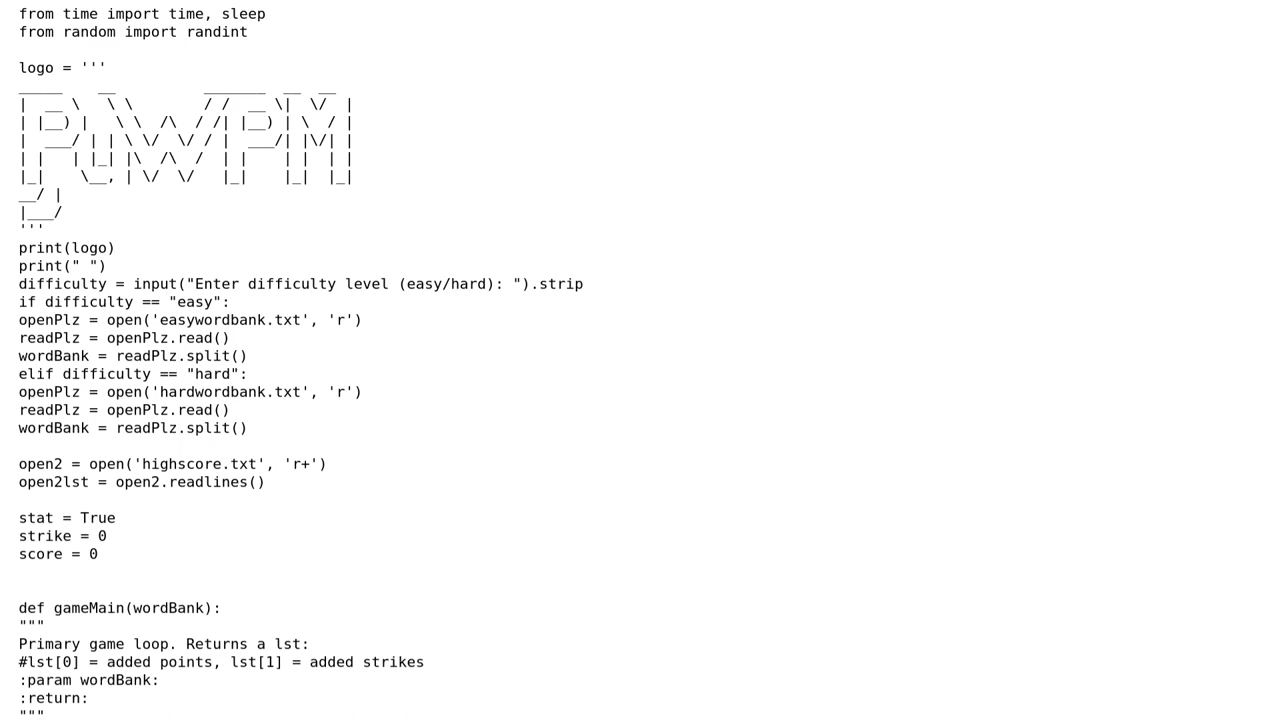 from time import time, sleep
from random import randint

logo = '''
_____    __          _______  __  __
|  __ \   \ \        / /  __ \|  \/  |
| |__) |   \ \  /\  / /| |__) | \  / |
|  ___/ | | \ \/  \/ / |  ___/| |\/| |
| |   | |_| |\  /\  /  | |    | |  | |
|_|    \__, | \/  \/   |_|    |_|  |_|
__/ |
|___/
'''
print(logo)
print(" ")
difficulty = input("Enter difficulty level (easy/hard): ").strip
if difficulty == "easy":
openPlz = open('easywordbank.txt', 'r')
readPlz = openPlz.read()
wordBank = readPlz.split()
elif difficulty == "hard":
openPlz = open('hardwordbank.txt', 'r')
readPlz = openPlz.read()
wordBank = readPlz.split()

open2 = open('highscore.txt', 'r+')
open2lst = open2.readlines()

stat = True
strike = 0
score = 0


def gameMain(wordBank):
"""
Primary game loop. Returns a lst:
#lst[0] = added points, lst[1] = added strikes
:param wordBank:
:return:
"""